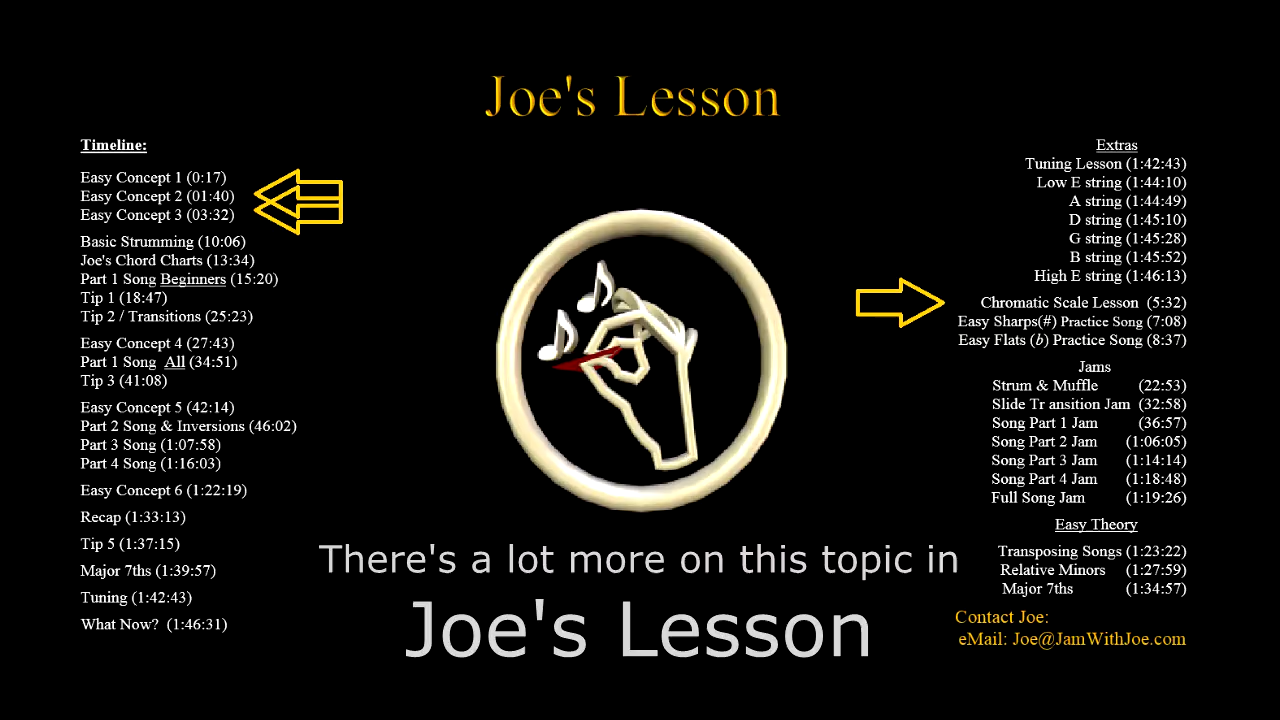 Joe's Lesson
Timeline:
Easy Concept 1 (0:17)
Easy Concept 2 (01:40)
Easy Concept 3 (03:32)
Basic Strumming (10:06)
Joe's Chord Charts (13:34)
Part 1 Song Beginners (15:20)
Tip 1 (18:47)
Tip 2 / Transitions (25:23)
Easy Concept 4 (27:43)
Part 1 Song All (34:51)
Tip 3 (41:08)
Easy Concept 5 (42:14)
Part 2 Song & Inversions (46:02)
Part 3 Song (1:07:58)
Part 4 Song (1:16:03)
Easy Concept 6 (1:22:19)
Recap (1:33:13)
Tip 5 (1:37:15)
Major 7ths (1:39:57)
Tuning (1:42:43)
What Now? (1:46:31)
Extras
Tuning Lesson (1:42:43)
Low E string (1:44:10)
A string (1:44:49)
D string (1:45:10)
G string (1:45:28)
B string (1:45:52)
High E string (1:46:13)
Chromatic Scale Lesson (5:32)
Easy Sharps(#) Practice Song (7:08)
Easy Flats (b) Practice Song (8:37)
Jams
Strum & Muffle (22:53)
Slide Tr ansition Jam (32:58)
Song Part 1 Jam (36:57)
Song Part 2 Jam (1:06:05)
Song Part 3 Jam (1:14:14)
Song Part 4 Jam (1:18:48)
Full Song Jam (1:19:26)
Easy Theory
Transposing Songs (1:23:22)
Relative Minors (1:27:59)
Major 7ths (1:34:57)
Contact Joe:
eMail: Joe@JamWithJoe.com
There's a lot more on this topic in
Joe's Lesson